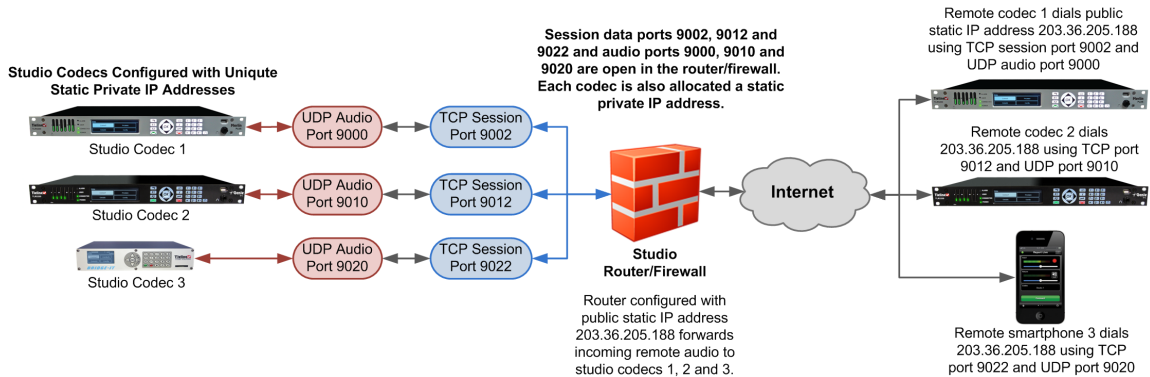 Studio Codecs Configured with Uniqute
Static Private IP Addresses
Studio Codec 1
Studio Codec 2
Studio Codec 3
UDP Audio
Port 9000
TCP Session
Port 9002
UDP Audio
Port 9010
TCP Session
Port 9012
UDP Audio
Port 9020
TCP Session
Port 9022
Session data ports 9002, 9012 and
9022 and audio ports 9000, 9010 and
9020 are open in the router/firewall.
Each codec is also allocated a static
private IP address.
Studio
Router/Firewall
Router configured with
public static IP address
203.36.205.188 forwards
incoming remote audio to
studio codecs 1, 2 and 3.
Internet
Remote codec 1 dials public
static IP address 203.36.205.188
using TCP session port 9002 and
UDP audio port 9000
Remote codec 2 dials
203.36.205.188 using TCP port
9012 and UDP port 9010
Remote smartphone 3 dials
203.36.205.188 using TCP
port 9022 and UDP port 9020